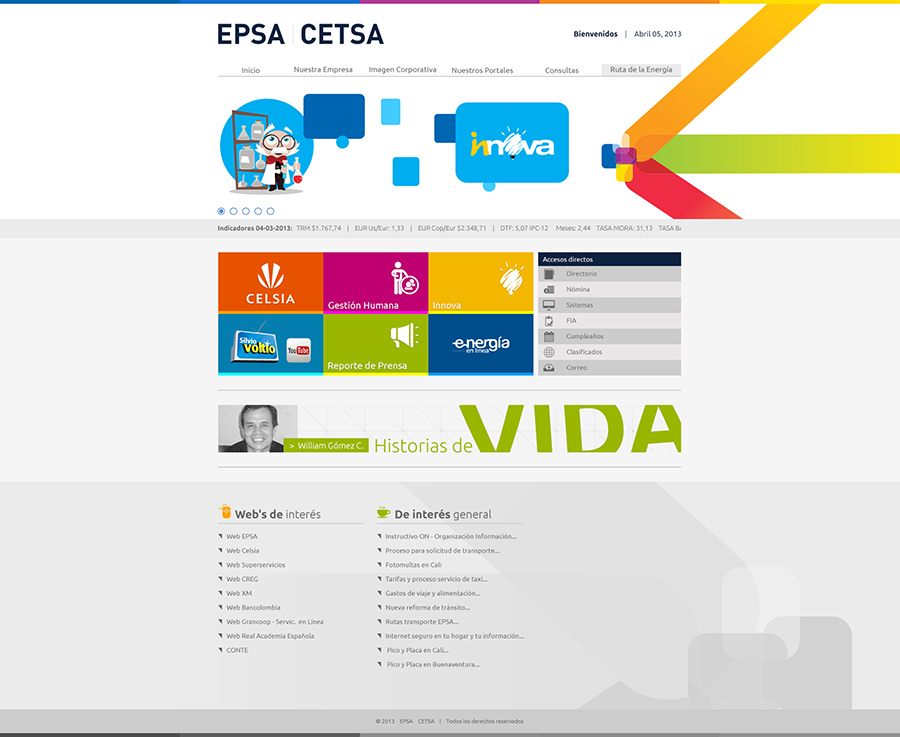 EPSA | CETSA
Bienvenidos | Abril 05, 2013
Inicio Nuestra Empresa Imagen Corporativa Nuestros Portales Consultas Ruta de la Energía
innova
Indicadores 04-03-2013: TRM $1.767,74 | EUR Us/Eur: 1,33 | EUR Cop/Eur $2.348,71 | DTF: 5,07 IPC-12 Meses: 2,44 TASA MORA: 31,13 TASA BA
CELSIA
Gestión Humana
Innova
Silvio
Voltio
YouTube
Reporte de Prensa
e-nergía
en línea
Accesos directos
Directorio
Nómina
Sistemas
FIA
Cumpleaños
Clasificados
Correo
> William Gómez C.
Historias de VIDA
Web's de interés
Web EPSA
Web Celsia
Web Superservicios
Web CREG
Web XM
Web Bancolombia
Web Grancoop - Servic. en Línea
Web Real Academia Española
CONTE
De interés general
Instructivo ON - Organización Información...
Proceso para solicitud de transporte...
Fotomultas en Cali
Tarifas y proceso servicio de taxi...
Gastos de viaje y alimentación...
Nueva reforma de tránsito...
Rutas transporte EPSA...
Internet seguro en tu hogar y tu información...
Pico y Placa en Cali...
Pico y Placa en Buenaventura...
© 2013 EPSA CETSA | Todos los derechos reservados